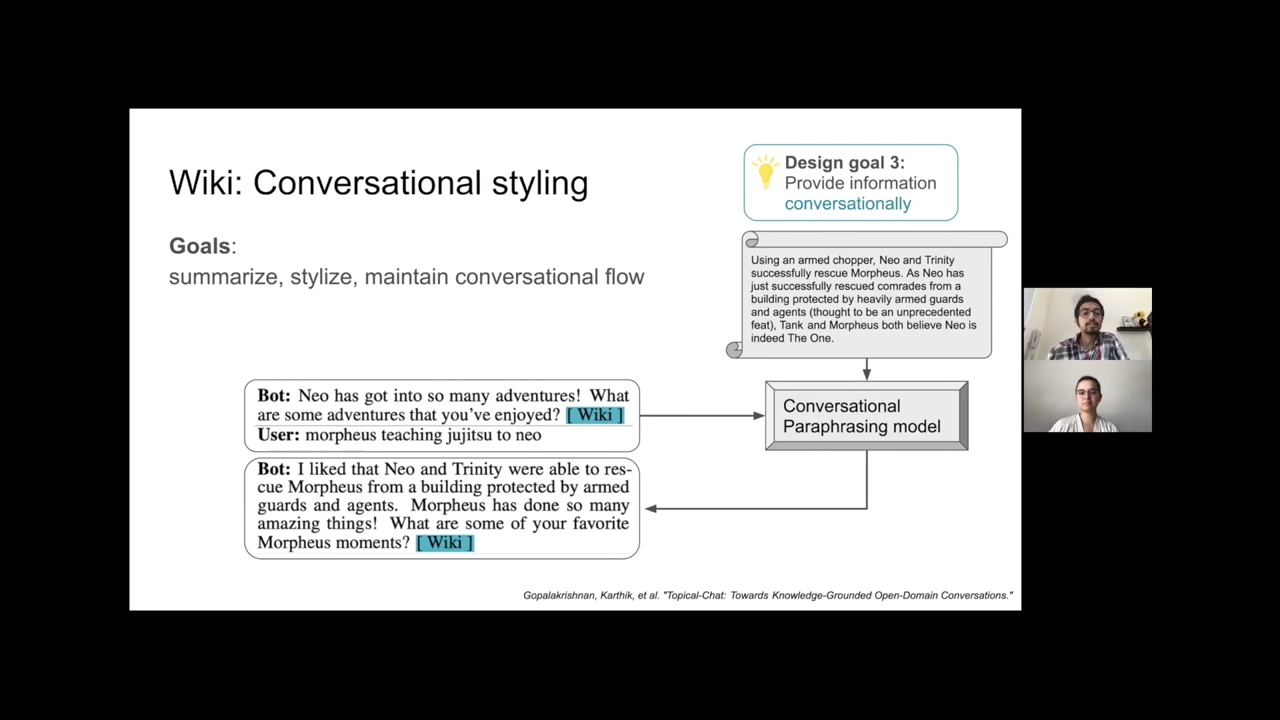 Wiki: Conversational styling
Goals:
summarize, stylize, maintain conversational flow
Design goal 3:
Provide information
conversationally
Using an armed chopper, Neo and Trinity
successfully rescue Morpheus. As Neo has
just successfully rescued comrades from a
building protected by heavily armed guards
and agents (thought to be an unprecedented
feat), Tank and Morpheus both believe Neo is
indeed The One.
Bot: Neo has got into so many adventures! What
are some adventures that you've enjoyed? [ Wiki ]
User: morpheus teaching jujitsu to neo
Conversational
Paraphrasing model
Bot: I liked that Neo and Trinity were able to res-
cue Morpheus from a building protected by armed
guards and agents. Morpheus has done so many
amazing things! What are some of your favorite
Morpheus moments? [ Wiki ]
Gopalakrishnan, Karthik, et al. "Topical-Chat: Towards Knowledge-Grounded Open-Domain Conversations."